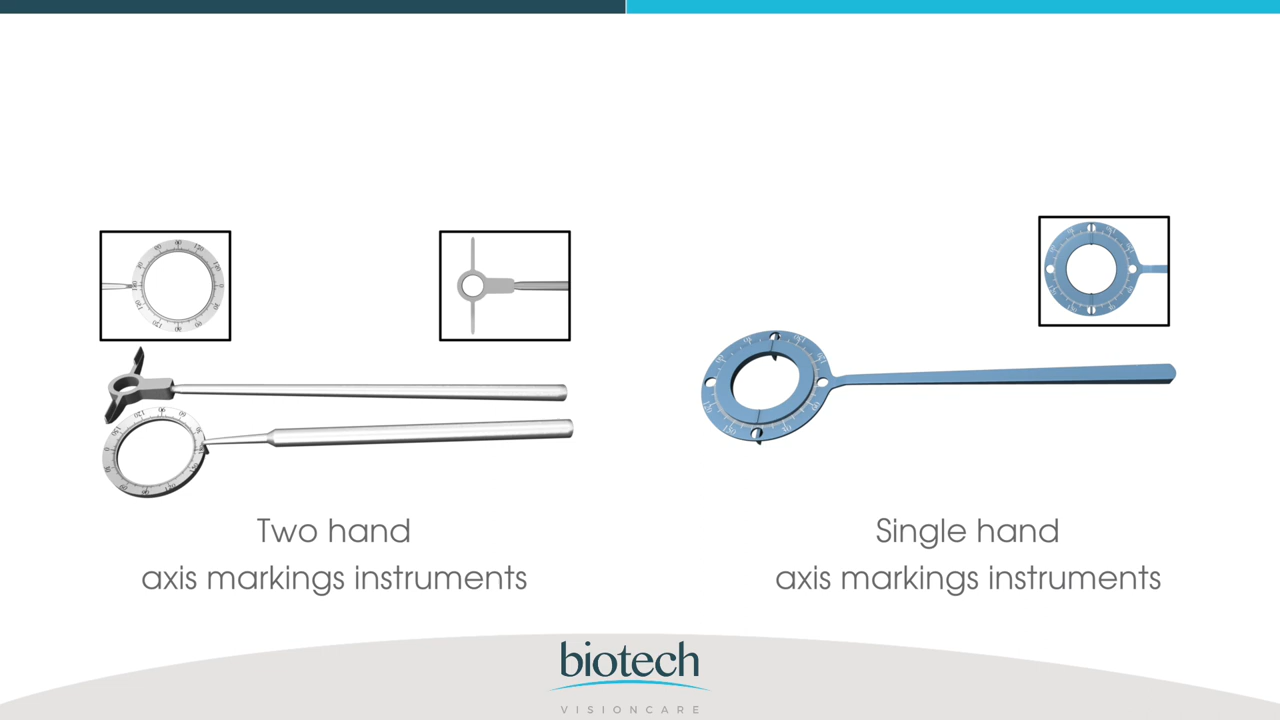 Two hand
axis markings instruments
Single hand
axis markings instruments
biotech
VISIONCARE